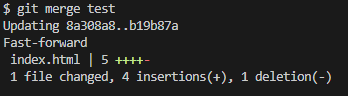 $ git merge test
Updating 8a308a8..b19b87a
Fast-forward
 index.html | 5 ++++-
 1 file changed, 4 insertions(+), 1 deletion(-)